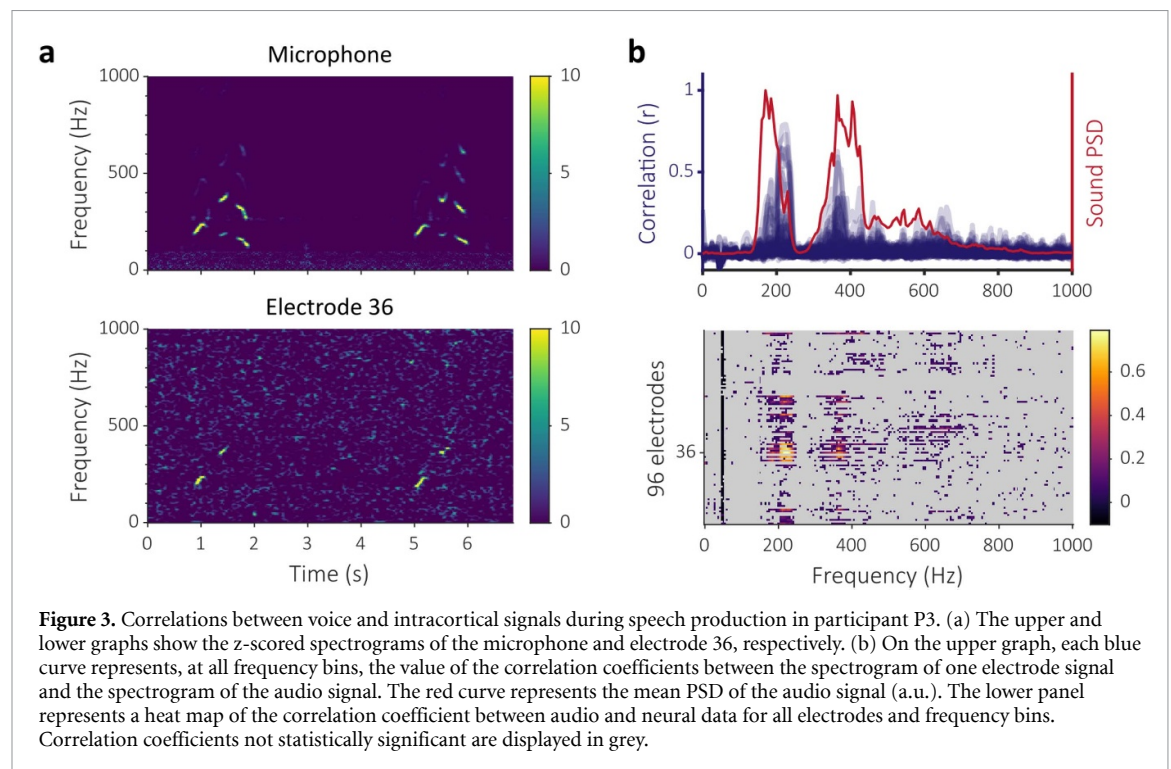 a
Microphone
1000
500
0
Frequency (Hz)
10
5
0
Electrode 36
1000
500
0
Frequency (Hz)
10
5
0
0 1 2 3 4 5 6
Time (s)
b
1
0.5
0
Correlation (r)
Sound PSD
0 200 400 600 800 1000
96 electrodes
36
0.6
0.4
0.2
0
0 200 400 600 800 1000
Frequency (Hz)
Figure 3. Correlations between voice and intracortical signals during speech production in participant P3. (a) The upper and
lower graphs show the z-scored spectrograms of the microphone and electrode 36, respectively. (b) On the upper graph, each blue
curve represents, at all frequency bins, the value of the correlation coefficients between the spectrogram of one electrode signal
and the spectrogram of the audio signal. The red curve represents the mean PSD of the audio signal (a.u.). The lower panel
represents a heat map of the correlation coefficient between audio and neural data for all electrodes and frequency bins.
Correlation coefficients not statistically significant are displayed in grey.